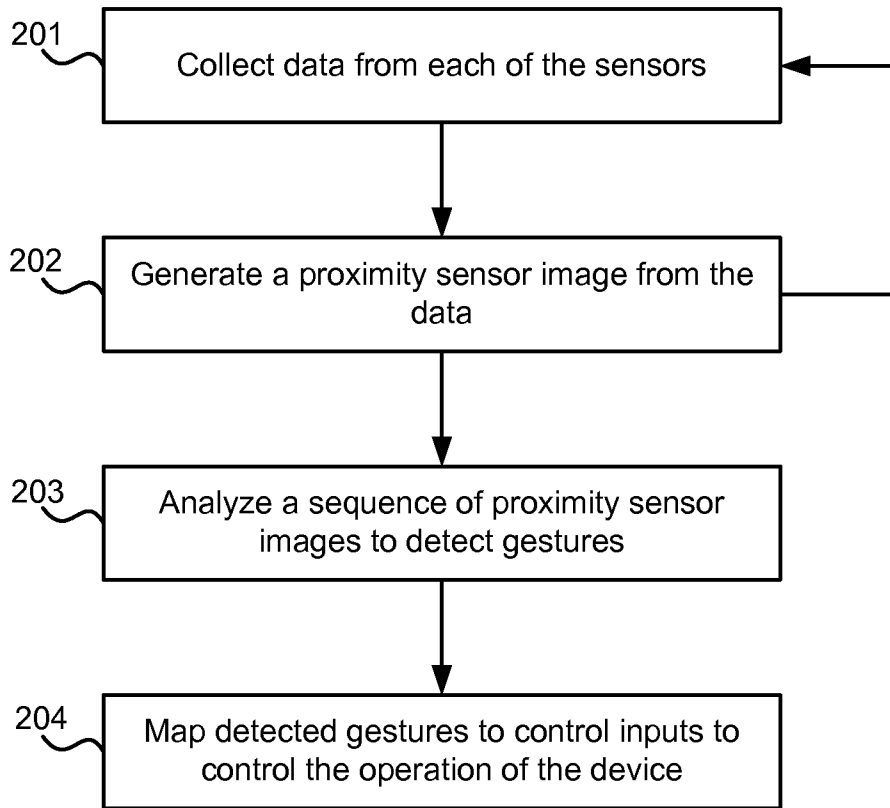 201
Collect data from each of the sensors
202
Generate a proximity sensor image from the
data
203
Analyze a sequence of proximity sensor
images to detect gestures
204
Map detected gestures to control inputs to
control the operation of the device